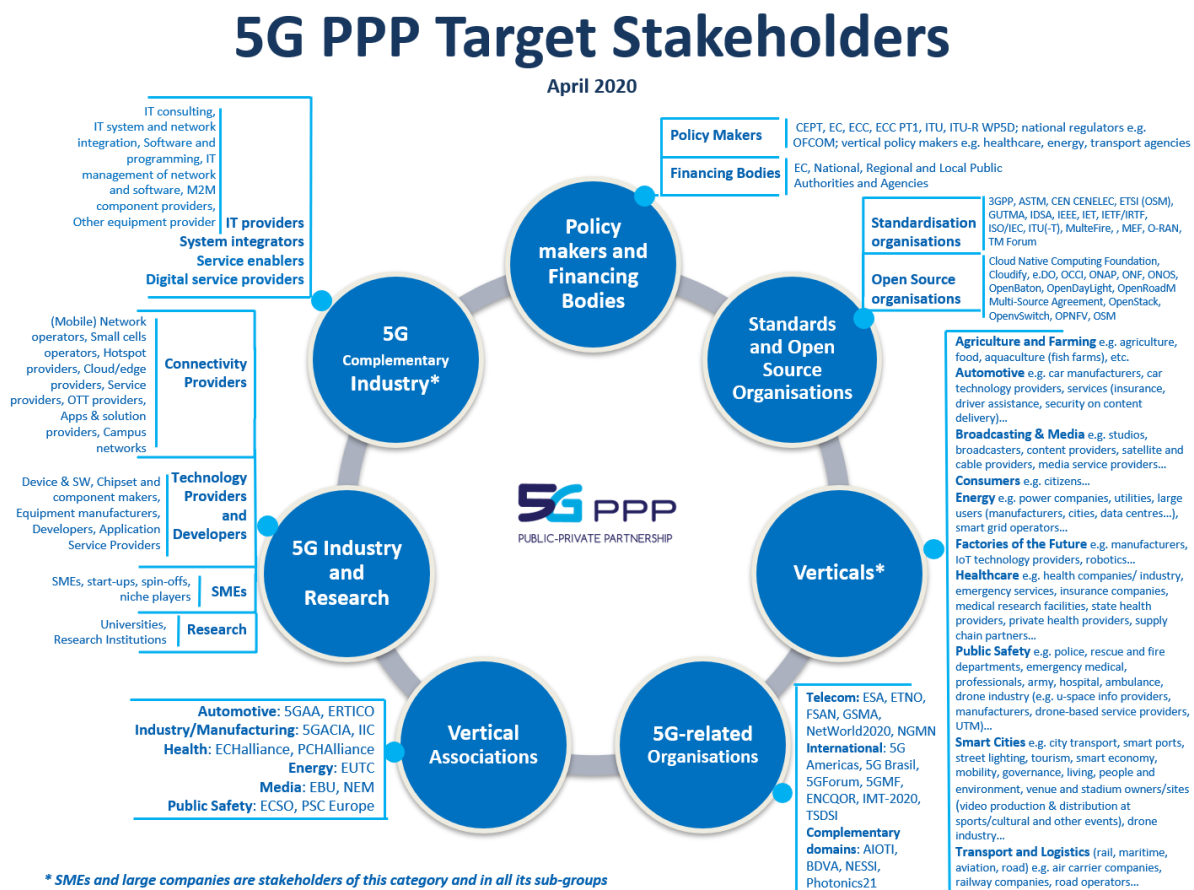 5G PPP Target Stakeholders
April 2020
IT consulting,
IT system and network
integration, Software and
programming, IT
management of network
and software, M2M
component providers,
Other equipment provider
IT providers
System integrators
Service enablers
Digital service providers
Policy Makers
CEPT, EC, ECC, ECC PT1, ITU, ITU-R WP5D; national regulators e.g.
OFCOM; vertical policy makers e.g. healthcare, energy, transport agencies
Financing Bodies
EC, National, Regional and Local Public
Authorities and Agencies
Policy
makers and
Financing
Bodies
Standardisation
organisations
3GPP, ASTM, CEN CENELEC, ETSI (OSM),
GUTMA, IDSA, IEEE, IET, IETF/IRTF,
ISO/IEC, ITU(-T), MulteFire, , MEF, O-RAN,
TM Forum
Open Source
organisations
Cloud Native Computing Foundation,
Cloudify, e.DO, OCCI, ONAP, ONF, ONOS,
OpenBaton, OpenDayLight, OpenRoadM
Multi-Source Agreement, OpenStack,
OpenvSwitch, OPNFV, OSM
5G
Complementary
Industry*
Standards
and Open
Source
Organisations
(Mobile) Network
operators, Small cells
operators, Hotspot
providers, Cloud/edge
providers, Service
providers, OTT providers,
Apps & solution
providers, Campus
networks
Connectivity
Providers
Device & SW, Chipset and
component makers,
Equipment manufacturers,
Developers, Application
Service Providers
Technology
Providers
and
Developers
SMEs, start-ups, spin-offs,
niche players
SMEs
Universities,
Research Institutions
Research
5G Industry
and
Research
5G PPP
PUBLIC-PRIVATE PARTNERSHIP
Verticals*
Agriculture and Farming e.g. agriculture,
food, aquaculture (fish farms), etc.
Automotive e.g. car manufacturers, car
technology providers, services (insurance,
driver assistance, security on content
delivery)…
Broadcasting & Media e.g. studios,
broadcasters, content providers, satellite and
cable providers, media service providers…
Consumers e.g. citizens…
Energy e.g. power companies, utilities, large
users (manufacturers, cities, data centres…),
smart grid operators…
Factories of the Future e.g. manufacturers,
IoT technology providers, robotics…
Healthcare e.g. health companies/ industry,
emergency services, insurance companies,
medical research facilities, state health
providers, private health providers, supply
chain partners…
Public Safety e.g. police, rescue and fire
departments, emergency medical,
professionals, army, hospital, ambulance,
drone industry (e.g. u-space info providers,
manufacturers, drone-based service providers,
UTM)…
Smart Cities e.g. city transport, smart ports,
street lighting, tourism, smart economy,
mobility, governance, living, people and
environment, venue and stadium owners/sites
(video production & distribution at
sports/cultural and other events), drone
industry…
Transport and Logistics (rail, maritime,
aviation, road) e.g. air carrier companies,
railway companies, road operators…
Automotive: 5GAA, ERTICO
Industry/Manufacturing: 5GACIA, IIC
Health: ECHalliance, PCHAlliance
Energy: EUTC
Media: EBU, NEM
Public Safety: ECSO, PSC Europe
Vertical
Associations
5G-related
Organisations
Telecom: ESA, ETNO,
FSAN, GSMA,
NetWorld2020, NGMN
International: 5G
Americas, 5G Brasil,
5GForum, 5GMF,
ENCQOR, IMT-2020,
TSDSI
Complementary
domains: AIOTI,
BDVA, NESSI,
Photonics21
* SMEs and large companies are stakeholders of this category and in all its sub-groups